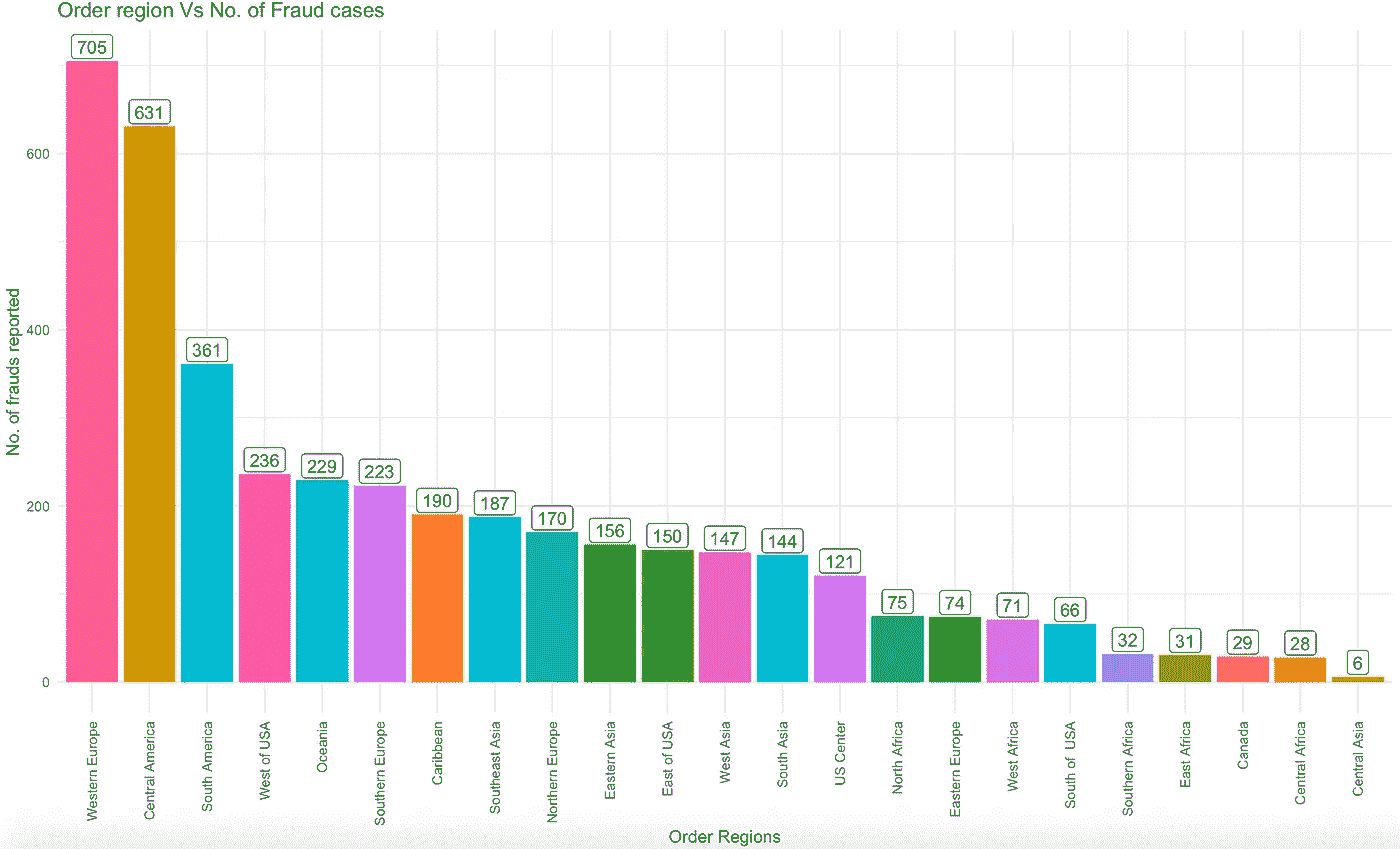 Order region Vs No. of Fraud cases
705
631
361
236
229
223
190
187
170
156
150
147
144
121
75
74
71
66
32
31
29
28
6
600
400
200
0
No. of frauds reported
Western Europe
Central America
South America
West of USA
Oceania
Southern Europe
Caribbean
Southeast Asia
Northern Europe
Eastern Asia
East of USA
West Asia
South Asia
US Center
North Africa
Eastern Europe
West Africa
South of USA
Southern Africa
East Africa
Canada
Central Africa
Central Asia
Order Regions